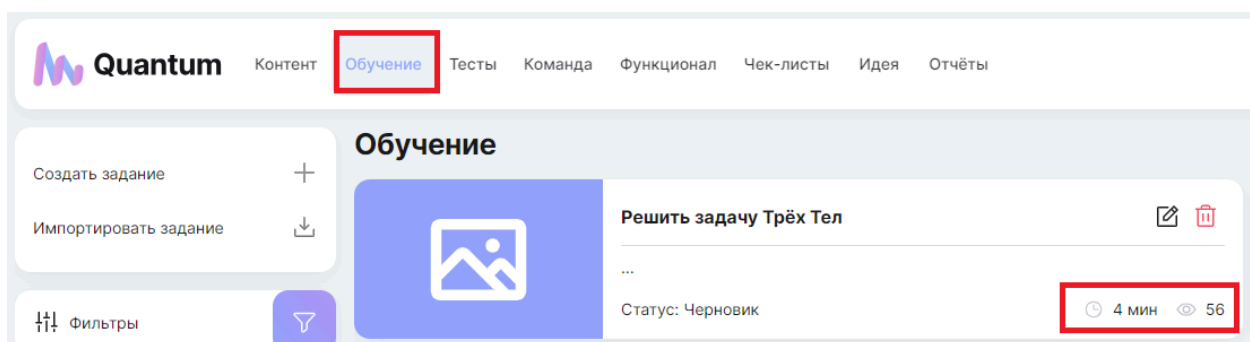 Quantum Контент Обучение Тесты Команда Функционал Чек-листы Идея Отчёты
Обучение
Создать задание
Импортировать задание
Фильтры
Решить задачу Трёх Тел
...
Статус: Черновик 4 мин 56